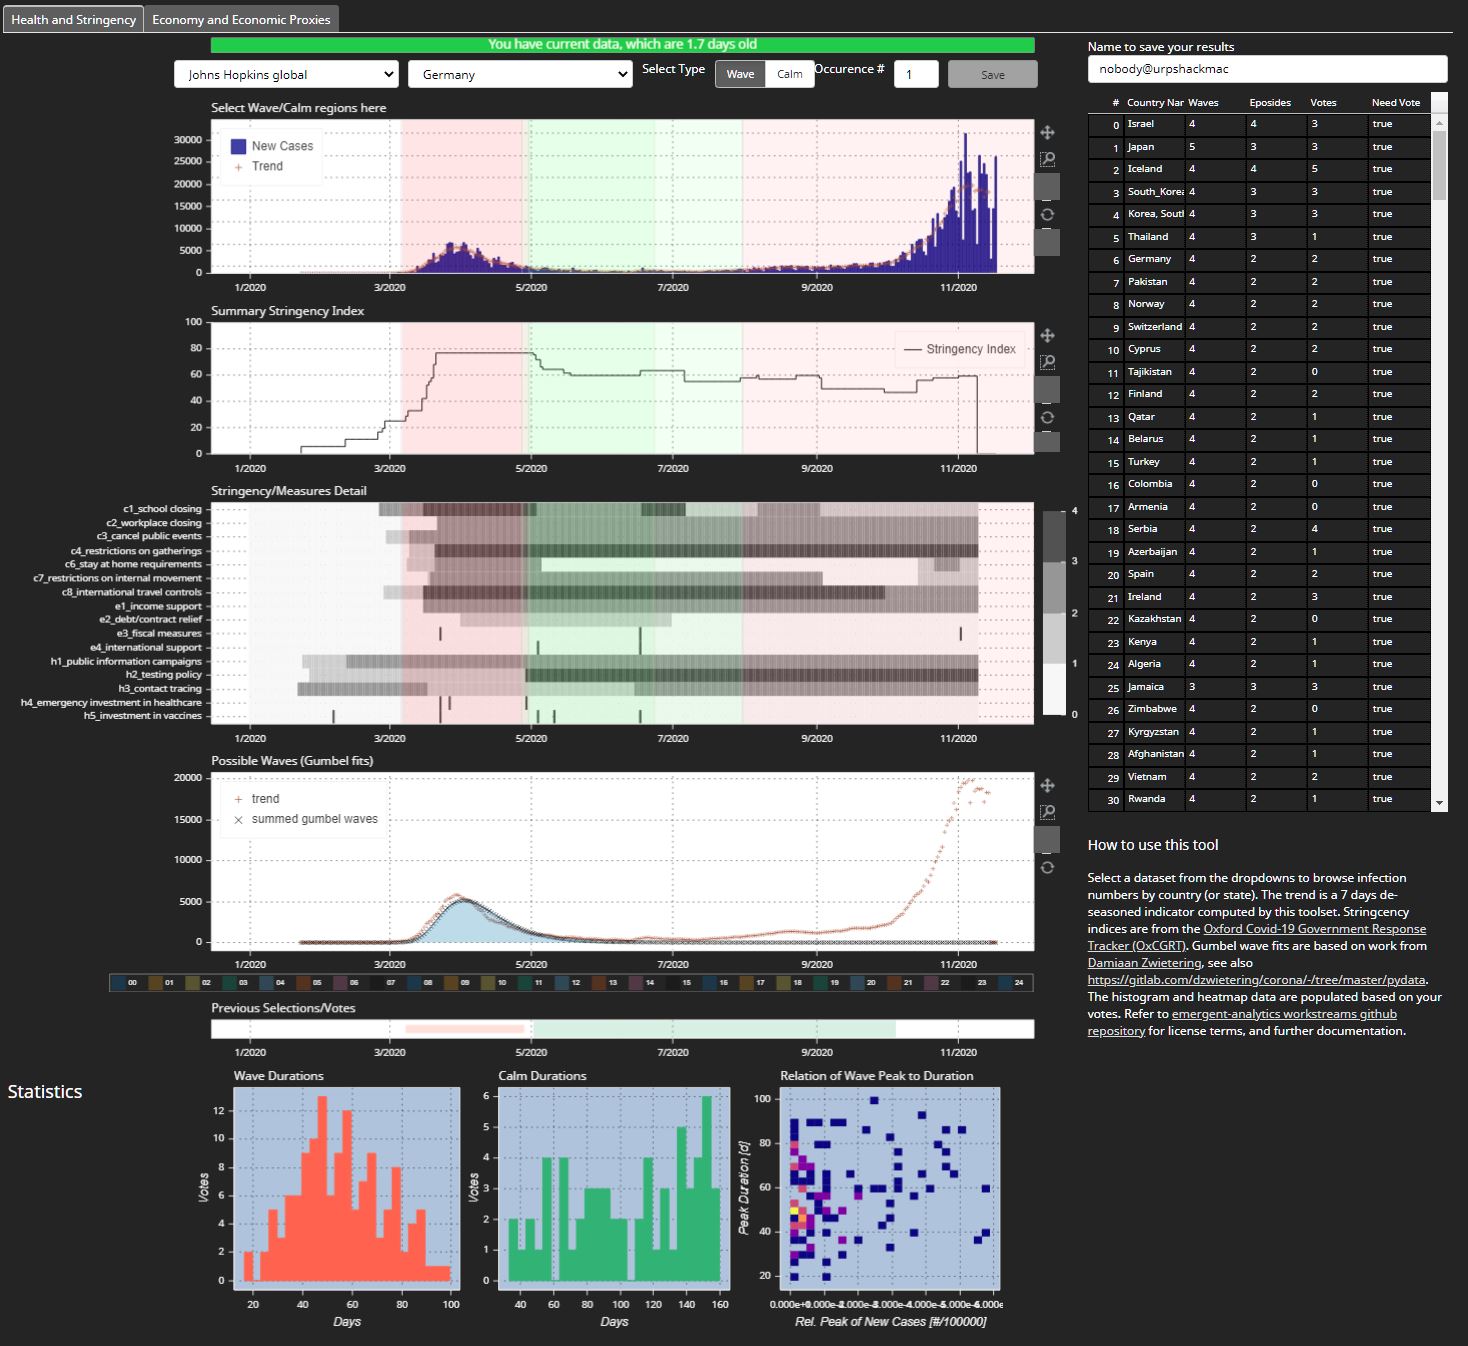 Health and Stringency
Economy and Economic Proxies
You have current data, which are 1.7 days old
Johns Hopkins global
Germany
Select Type
Wave
Calm
Occurence #
1
Save
Name to save your results
nobody@urpshackmac
Select Wave/Calm regions here
New Cases
Trend
30000
25000
20000
15000
10000
5000
0
1/2020 3/2020 5/2020 7/2020 9/2020 11/2020
Summary Stringency Index
Stringency Index
100
80
60
40
20
0
1/2020 3/2020 5/2020 7/2020 9/2020 11/2020
Stringency/Measures Detail
c1_school closing
c2_workplace closing
c3_cancel public events
c4_restrictions on gatherings
c6_stay at home requirements
c7_restrictions on internal movement
c8_international travel controls
e1_income support
e2_debt/contract relief
e3_fiscal measures
e4_international support
h1_public information campaigns
h2_testing policy
h3_contact tracing
h4_emergency investment in healthcare
h5_investment in vaccines
4
3
2
1
0
1/2020 3/2020 5/2020 7/2020 9/2020 11/2020
Possible Waves (Gumbel fits)
trend
summed gumbel waves
20000
15000
10000
5000
0
1/2020 3/2020 5/2020 7/2020 9/2020 11/2020
00 01 02 03 04 05 06 07 08 09 10 11 12 13 14 15 16 17 18 19 20 21 22 23 24
Previous Selections/Votes
1/2020 3/2020 5/2020 7/2020 9/2020 11/2020
# Country Nar Waves Eposides Votes Need Vote
0 Israel 4 4 3 true
1 Japan 5 3 3 true
2 Iceland 4 4 5 true
3 South_Korea 4 3 3 true
4 Korea, South 4 3 3 true
5 Thailand 4 3 1 true
6 Germany 4 2 2 true
7 Pakistan 4 2 2 true
8 Norway 4 2 2 true
9 Switzerland 4 2 2 true
10 Cyprus 4 2 2 true
11 Tajikistan 4 2 0 true
12 Finland 4 2 2 true
13 Qatar 4 2 1 true
14 Belarus 4 2 1 true
15 Turkey 4 2 1 true
16 Colombia 4 2 0 true
17 Armenia 4 2 0 true
18 Serbia 4 2 4 true
19 Azerbaijan 4 2 1 true
20 Spain 4 2 2 true
21 Ireland 4 2 3 true
22 Kazakhstan 4 2 0 true
23 Kenya 4 2 1 true
24 Algeria 4 2 1 true
25 Jamaica 3 3 3 true
26 Zimbabwe 4 2 0 true
27 Kyrgyzstan 4 2 1 true
28 Afghanistan 4 2 1 true
29 Vietnam 4 2 2 true
30 Rwanda 4 2 1 true
How to use this tool
Select a dataset from the dropdowns to browse infection
numbers by country (or state). The trend is a 7 days de-
seasoned indicator computed by this toolset. Stringcency
indices are from the Oxford Covid-19 Government Response
Tracker (OxCGRT). Gumbel wave fits are based on work from
Damiaan Zwietering, see also
https://gitlab.com/dzwietering/corona/-/tree/master/pydata.
The histogram and heatmap data are populated based on your
votes. Refer to emergent-analytics workstreams github
repository for license terms, and further documentation.
Statistics
Wave Durations
Votes
12
10
8
6
4
2
0
20 40 60 80 100
Days
Calm Durations
Votes
6
5
4
3
2
1
0
40 60 80 100 120 140 160
Days
Relation of Wave Peak to Duration
Peak Duration [d]
100
80
60
40
20
Rel. Peak of New Cases [#/100000]